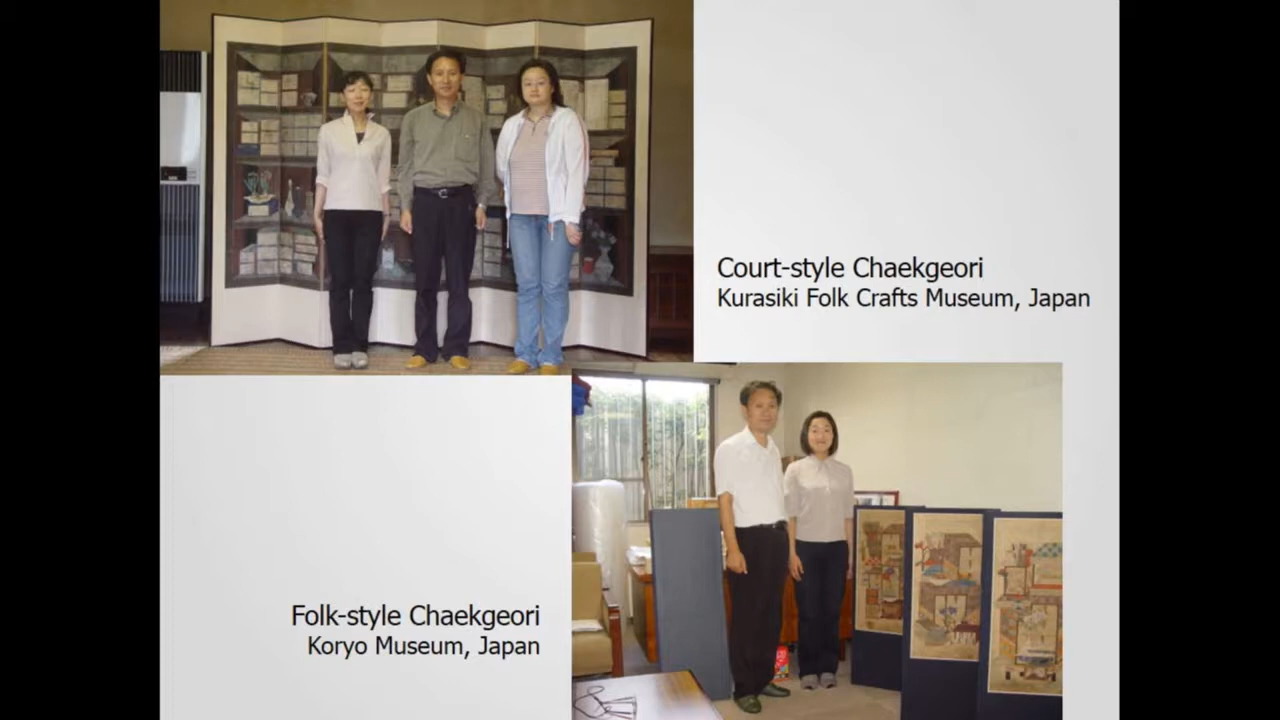 Court-style Chaekgeori
Kurasiki Folk Crafts Museum, Japan
Folk-style Chaekgeori
Koryo Museum, Japan